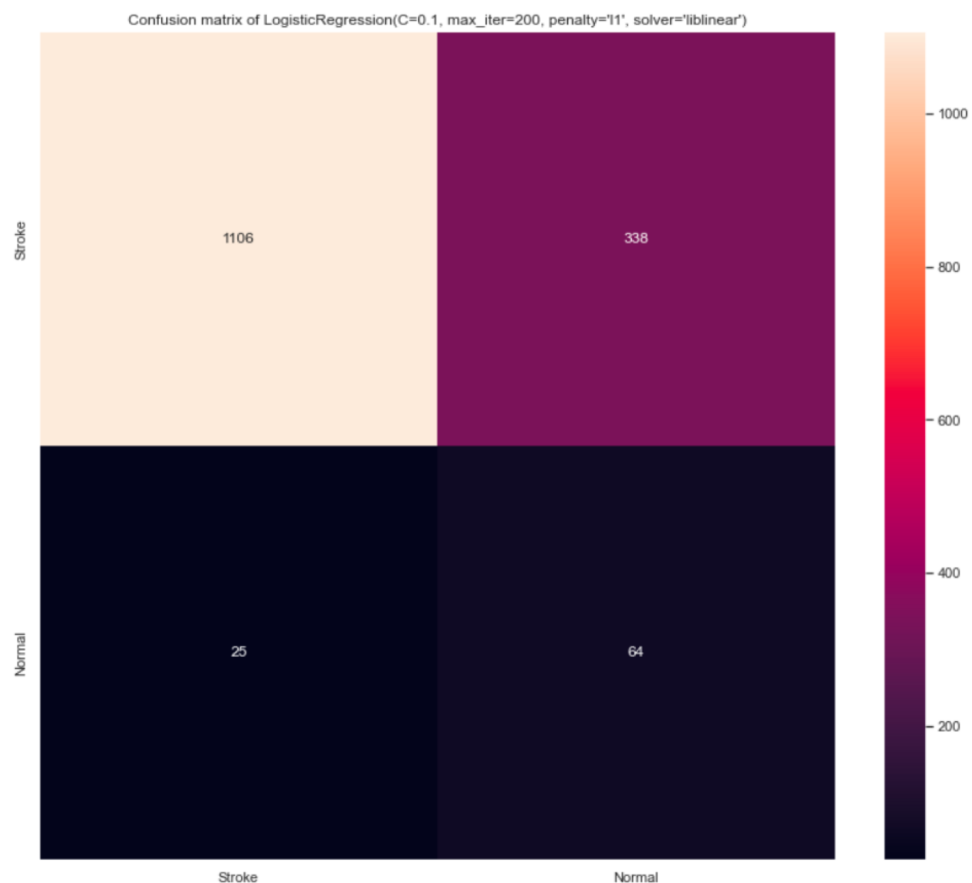 Confusion matrix of LogisticRegression(C=0.1, max_iter=200, penalty='l1', solver='liblinear')
1000
Stroke
1106
338
800
600
400
Normal
25
64
200
Stroke
Normal